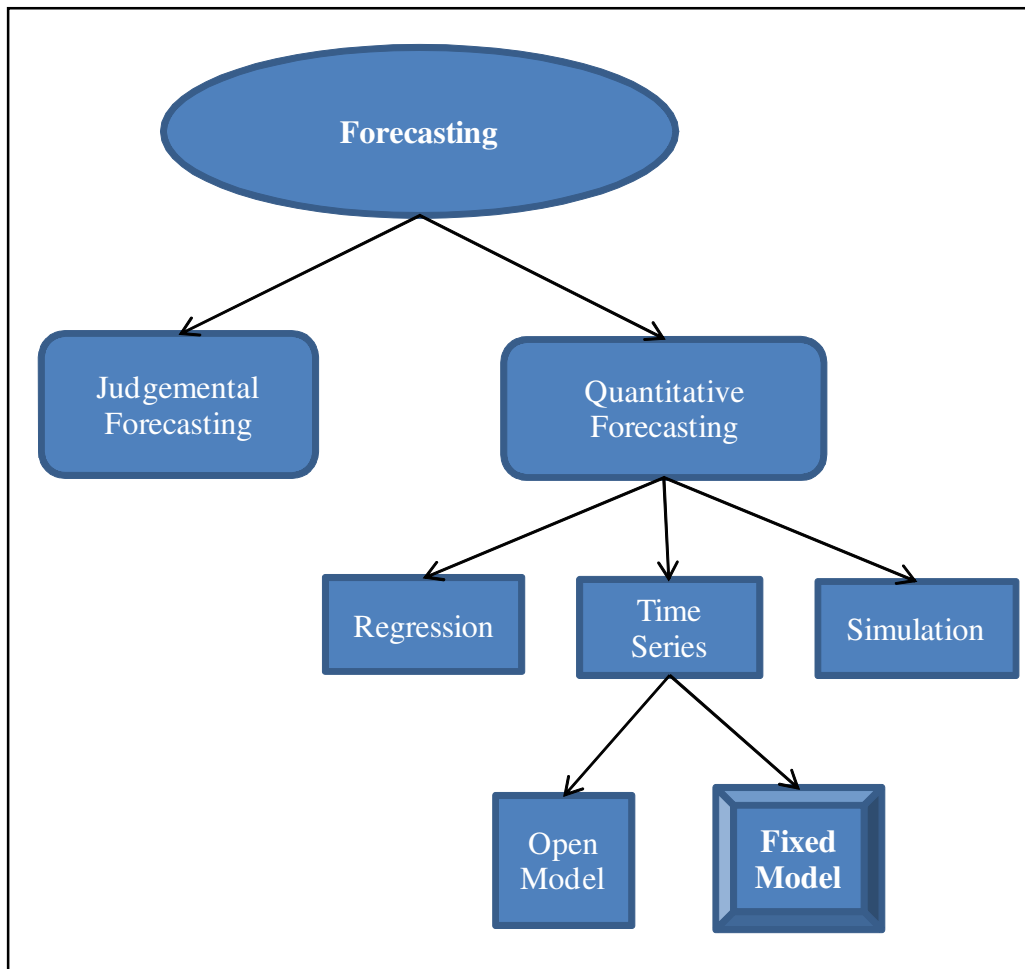 Forecasting
Judgemental
Forecasting
Quantitative
Forecasting
Regression
Time
Series
Simulation
Open
Model
Fixed
Model